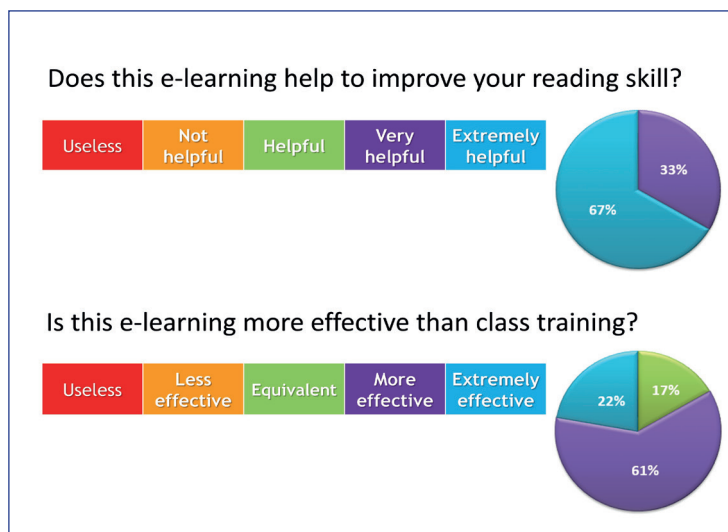 Does this e-learning help to improve your reading skill?
Useless
Not
helpful
Helpful
Very
helpful
Extremely
helpful
33%
67%
Is this e-learning more effective than class training?
Useless
Less
effective
Equivalent
More
effective
Extremely
effective
17%
22%
61%